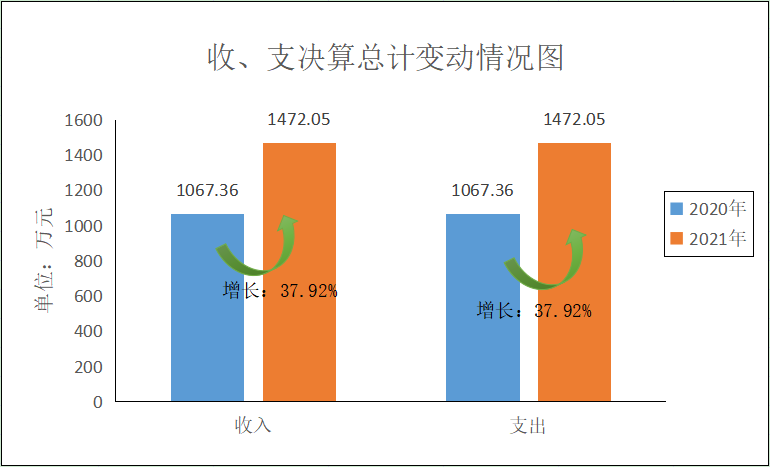 收、支决算总计变动情况图
单位：万元
1600
1400
1200
1000
800
600
400
200
0
1067.36
1472.05
增长：37.92%
1067.36
1472.05
增长：37.92%
收入
支出
2020年
2021年